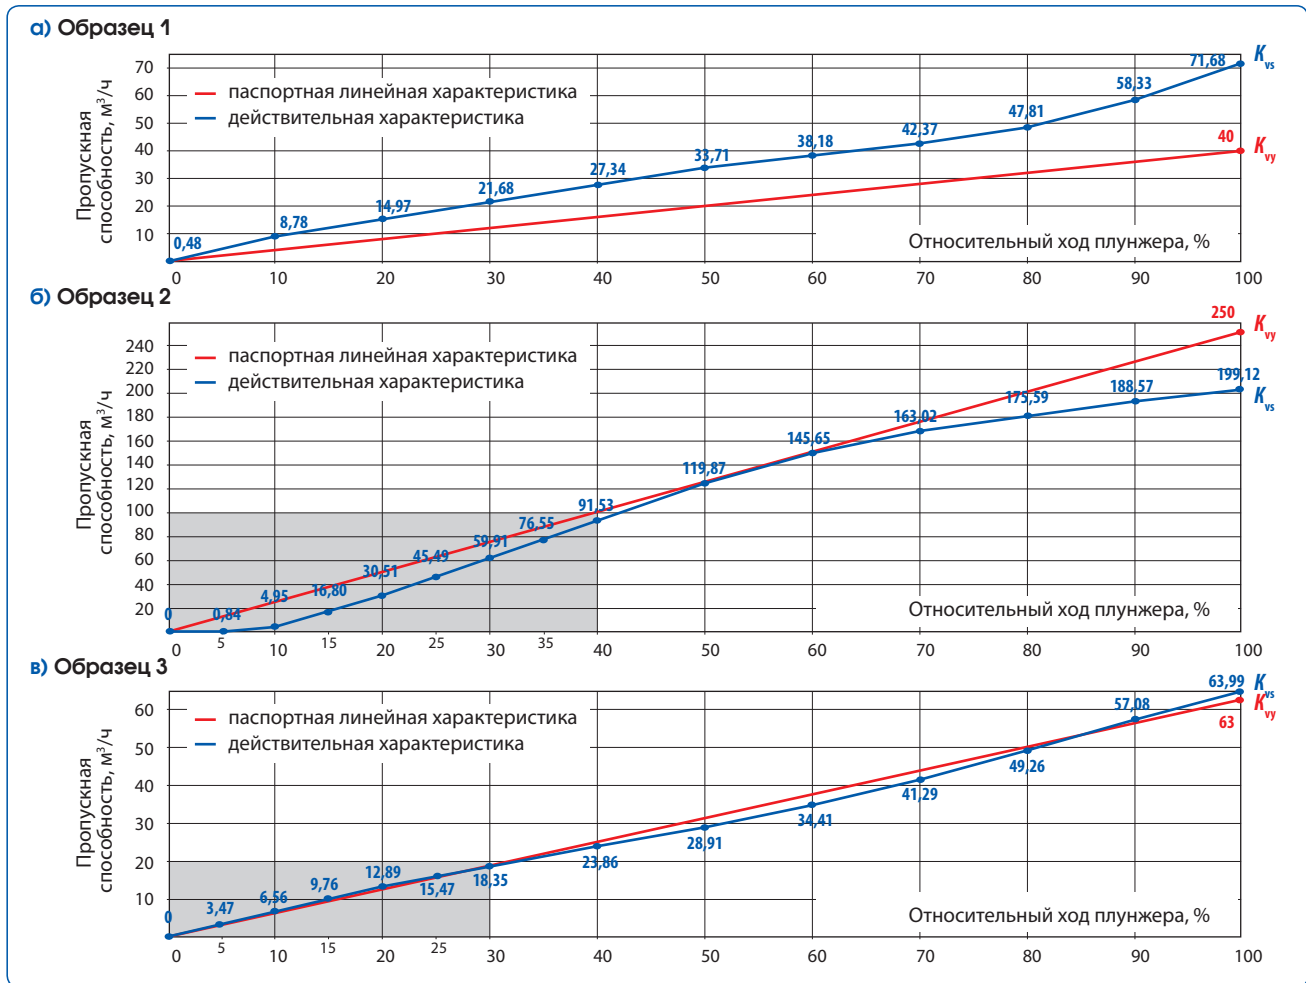 а) Образец 1
Пропускная способность, м³/ч
70
60
50
40
30
20
10
паспортная линейная характеристика
действительная характеристика
0,48
8,78
14,97
21,68
27,34
33,71
38,18
42,37
47,81
58,33
71,68
Kvs
40
Kvy
Относительный ход плунжера, %
0 10 20 30 40 50 60 70 80 90 100
б) Образец 2
Пропускная способность, м³/ч
240
220
200
180
160
140
120
100
80
60
40
20
паспортная линейная характеристика
действительная характеристика
0
0,84
4,95
16,80
30,51
45,49
59,91
76,55
91,53
119,87
145,65
163,02
175,59
188,57
199,12
Kvs
250
Kvy
Относительный ход плунжера, %
0 5 10 15 20 25 30 35 40 50 60 70 80 90 100
в) Образец 3
Пропускная способность, м³/ч
60
50
40
30
20
10
паспортная линейная характеристика
действительная характеристика
0
3,47
6,56
9,76
12,89
15,47
18,35
23,86
28,91
34,41
41,29
49,26
57,08
63,99
Kvs
Kvy
63
Относительный ход плунжера, %
0 5 10 15 20 25 30 40 50 60 70 80 90 100